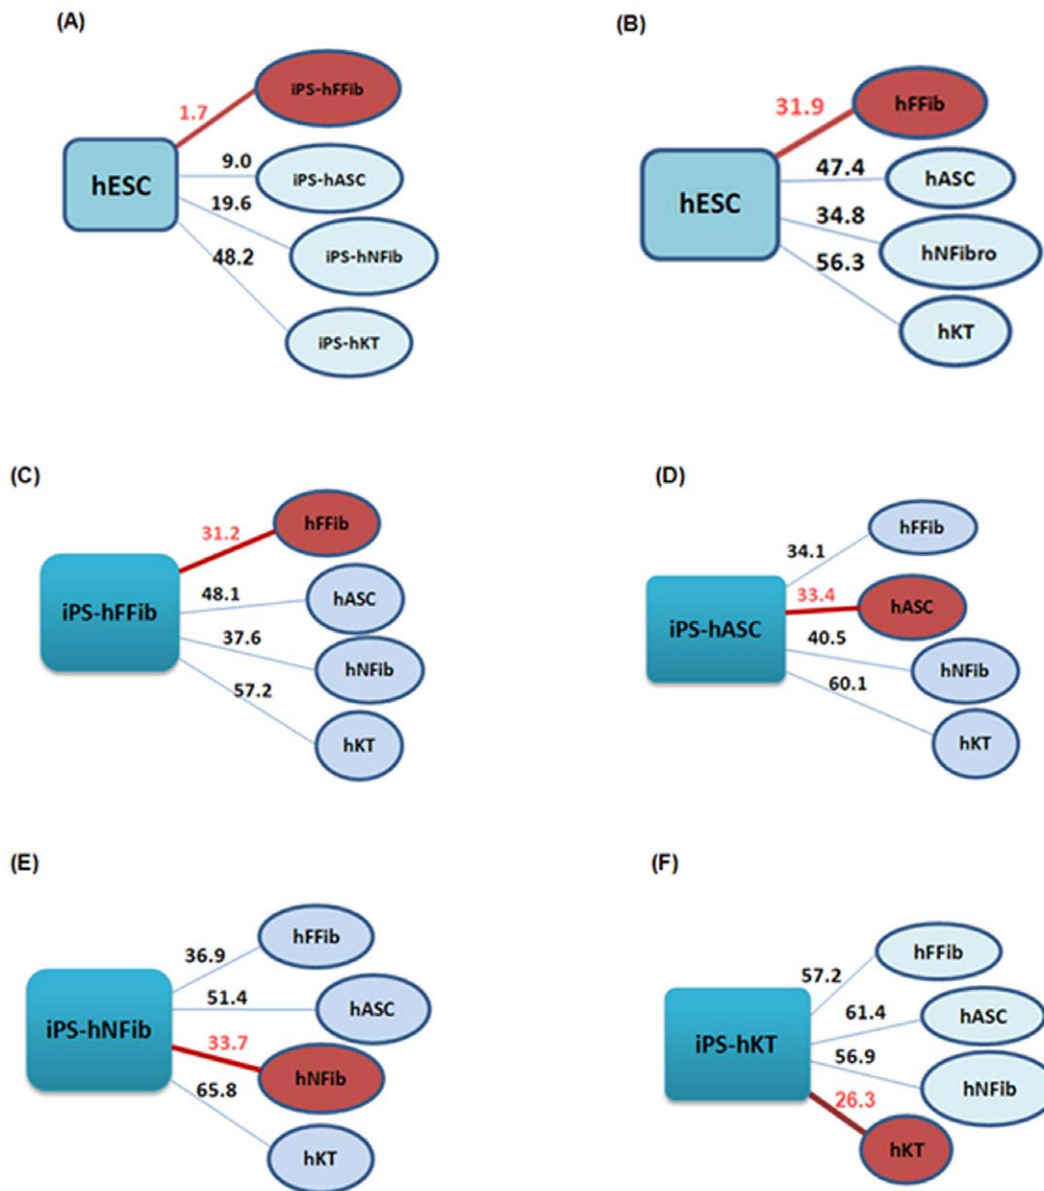 (A)
iPS-hFFib
1.7
hESC
9.0
iPS-hASC
19.6
iPS-hNFib
48.2
iPS-hKT
(B)
hFFib
31.9
hESC
47.4
hASC
34.8
hNFibro
56.3
hKT
(C)
hFFib
31.2
iPS-hFFib
48.1
hASC
37.6
hNFib
57.2
hKT
(D)
hFFib
34.1
iPS-hASC
33.4
hASC
40.5
hNFib
60.1
hKT
(E)
hFFib
36.9
iPS-hNFib
51.4
hASC
33.7
hNFib
65.8
hKT
(F)
hFFib
57.2
iPS-hKT
61.4
hASC
56.9
hNFib
26.3
hKT